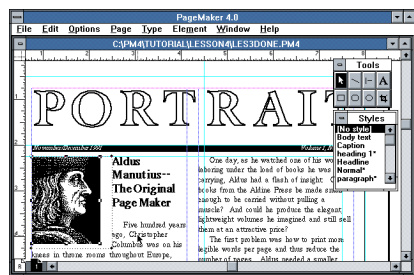 PageMaker 4.0
File Edit Options Page Type Element Window Help
C:\PM4\TUTORIAL\LESSON4\LES3DONE.PM4
Tools
A
Styles
[No style]
Body text
Caption
heading 1*
headline
Normal*
paragraph*
PORTRAIT
November/December 1991
Volume 1, N
Aldus
Manutius--
The Original
Page Maker
Five hundred years
ago, Christopher
Columbus was on his
knees in throne rooms throughout Europe,
One day, as he watched one of his wo
laboring under the load of books he was
carrying, Aldus had a flash of insight: C
books from the Aldine Press be made sm
enough to be carried without pulling a
muscle? And could he produce the elegant,
lightweight volumes he imagined and still sell
them at an attractive price?
The first problem was how to print more
legible words per page and thus reduce the
number of pages. Aldus needed a smaller